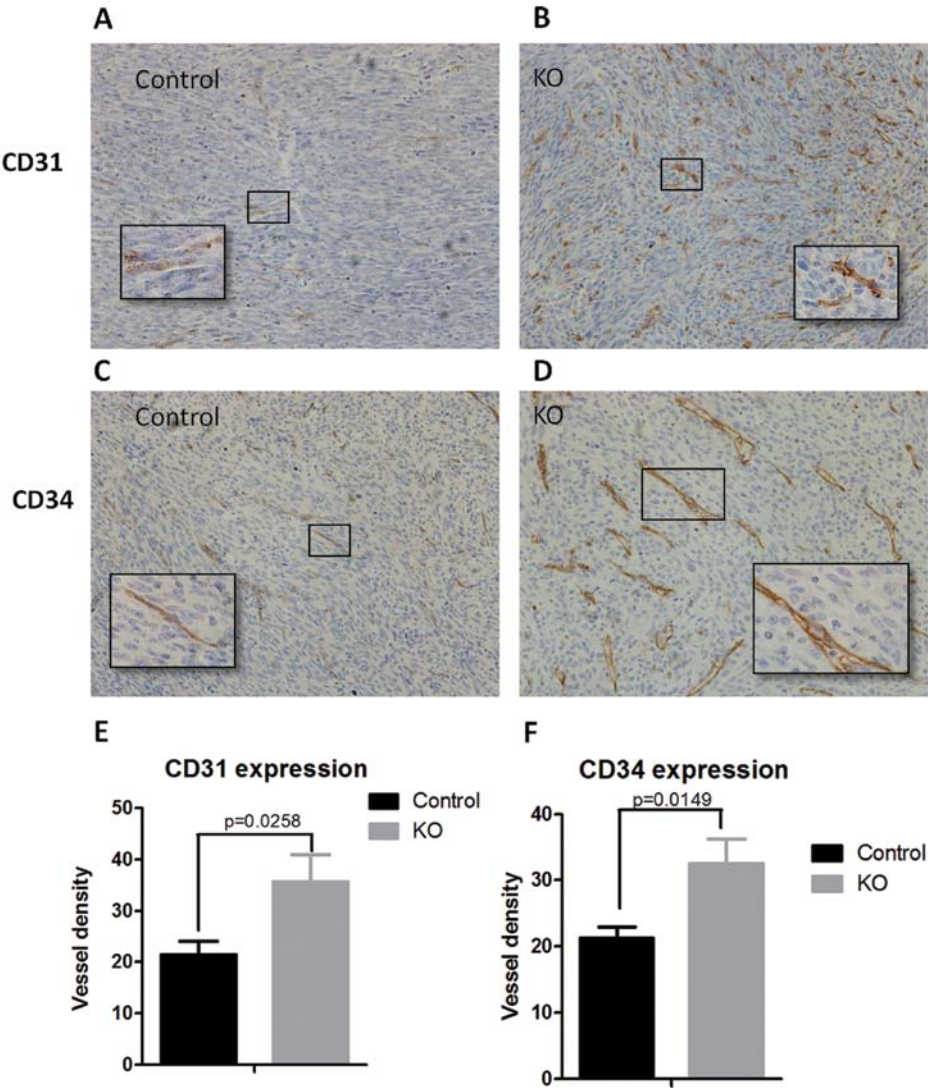 A
B
Control
KO
CD31
C
D
Control
KO
CD34
E
F
CD31 expression
CD34 expression
Control
KO
p=0.0258
Vessel density
50
40
30
20
10
0
Control
KO
p=0.0149
Vessel density
40
30
20
10
0